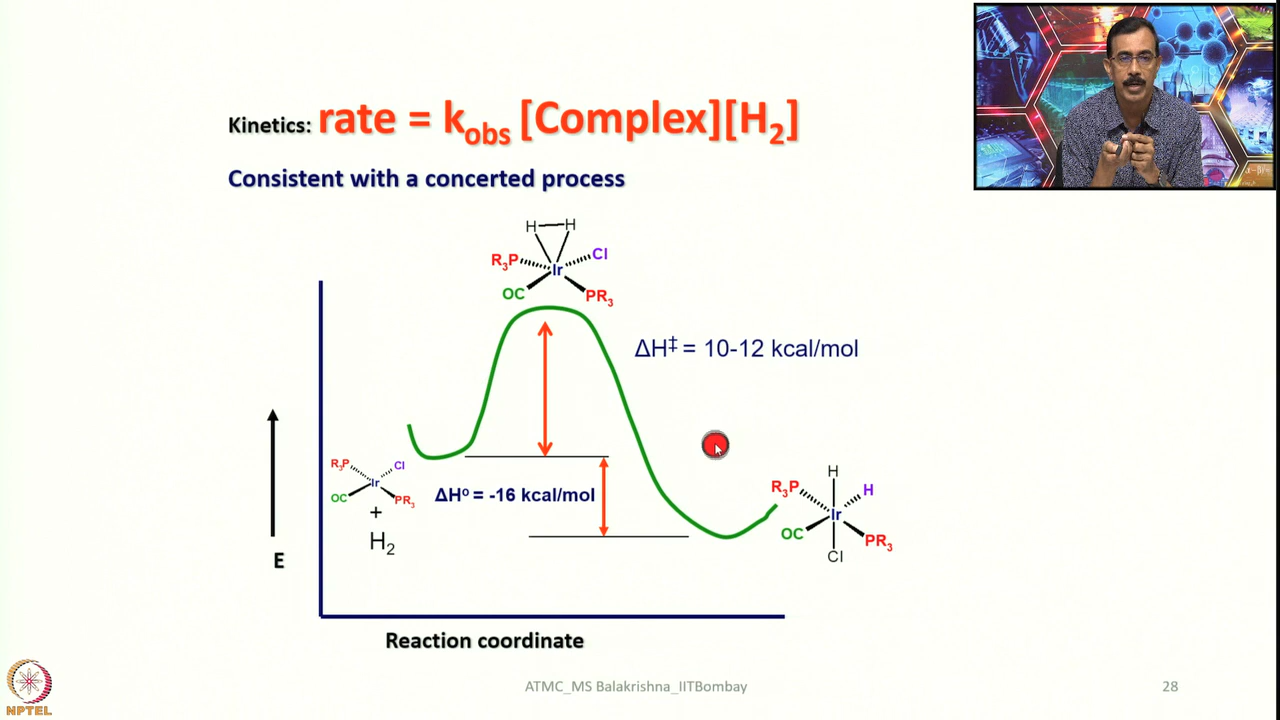 Kinetics: rate = k_obs [Complex][H₂]
Consistent with a concerted process
H H
R₃P Cl
Ir
OC PR₃
ΔH‡ = 10-12 kcal/mol
R₃P Cl
Ir
OC PR₃
+
H₂
ΔHº = -16 kcal/mol
H
R₃P H
Ir
OC PR₃
Cl
E
Reaction coordinate
ATMC_MS Balakrishna_IITBombay
28
NPTEL